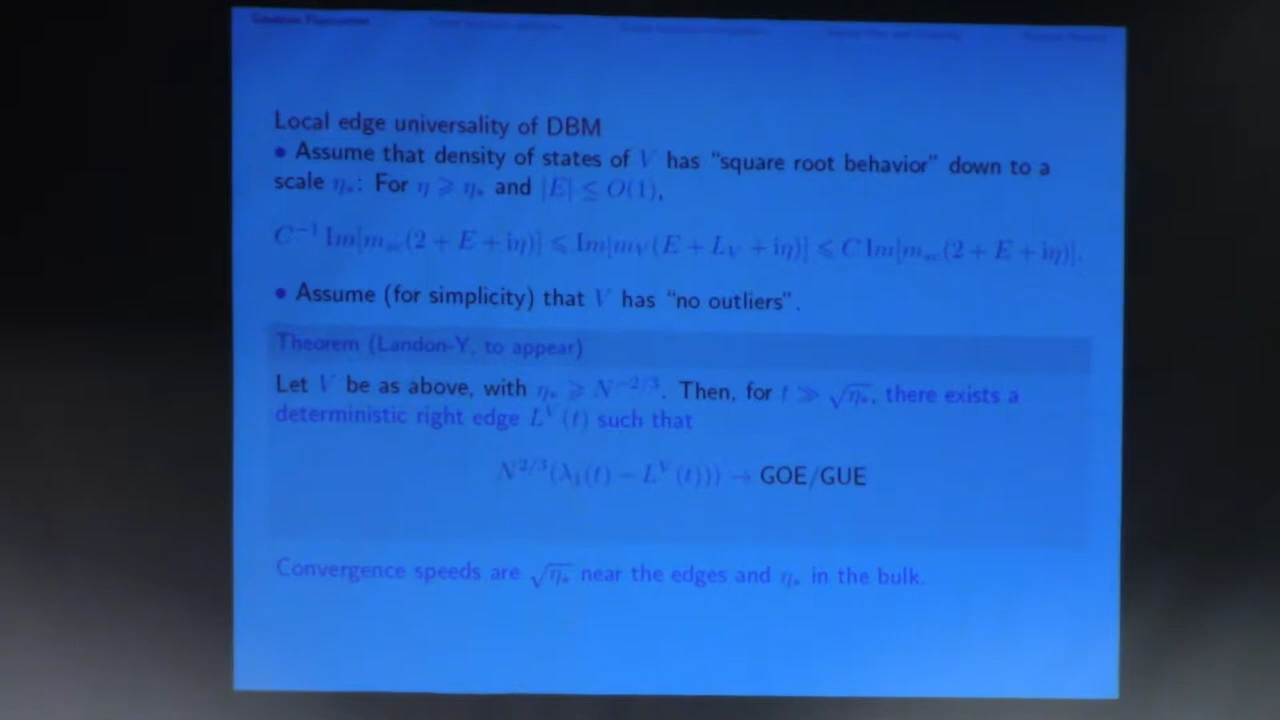 Local edge universality of DBM
• Assume that density of states of V has "square root behavior" down to a
scale η*: For η ⩾ η* and |E| ≤ O(1),
C⁻¹ Im[m_sc(2 + E + iη)] ⩽ Im[m_V(E + L_V + iη)] ⩽ C Im[m_sc(2 + E + iη)].
• Assume (for simplicity) that V has "no outliers".
Theorem (Landon-Y, to appear)
Let V be as above, with η* ⩾ N^{-2/3}. Then, for t ≫ √η*, there exists a
deterministic right edge L^V(t) such that
N^{2/3}(λ₁(t) − L^V(t))) → GOE/GUE
Convergence speeds are √η* near the edges and η* in the bulk.